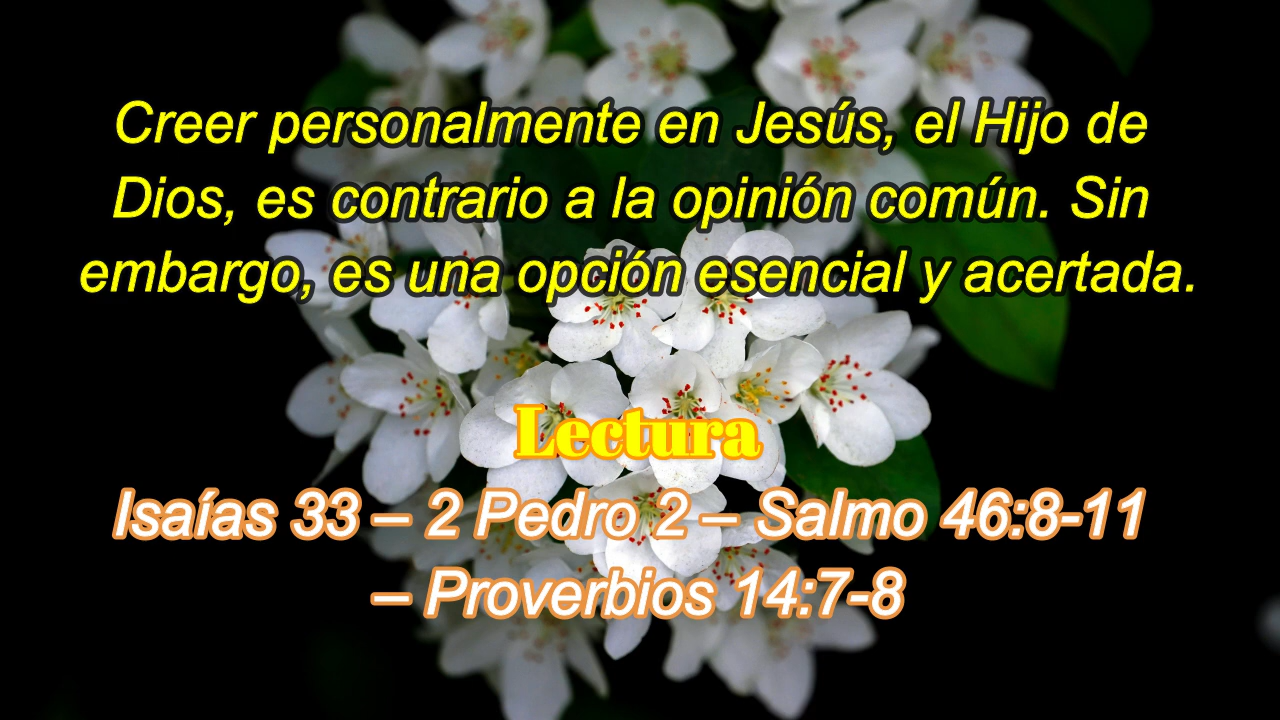 Creer personalmente en Jesús, el Hijo de
Dios, es contrario a la opinión común. Sin
embargo, es una opción esencial y acertada.
Lectura
Isaías 33 – 2 Pedro 2 – Salmo 46:8-11
– Proverbios 14:7-8